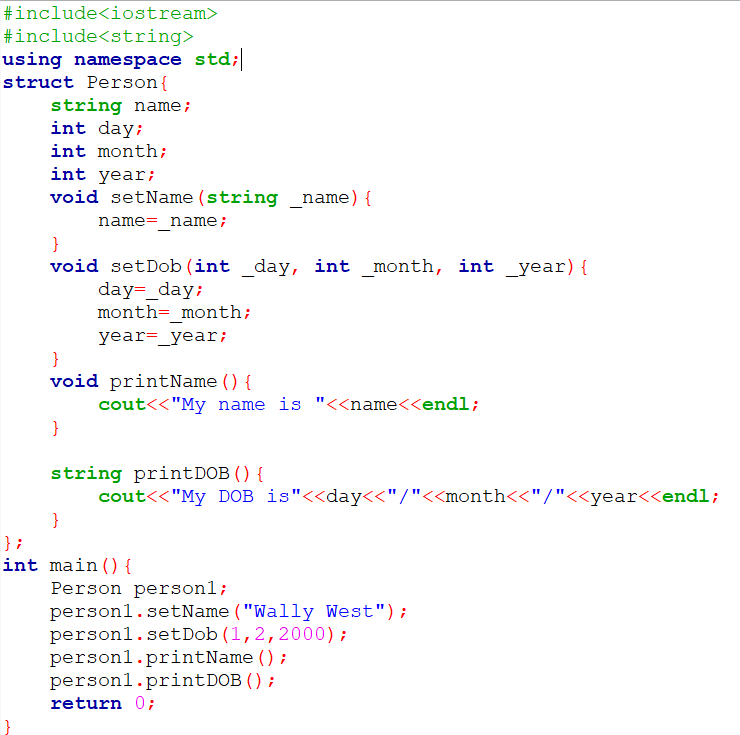 #include<iostream>
#include<string>
using namespace std;
struct Person{
    string name;
    int day;
    int month;
    int year;
    void setName(string _name){
        name=_name;
    }
    void setDob(int _day, int _month, int _year){
        day=_day;
        month=_month;
        year=_year;
    }
    void printName(){
        cout<<"My name is "<<name<<endl;
    }

    string printDOB(){
        cout<<"My DOB is"<<day<<"/"<<month<<"/"<<year<<endl;
    }
};
int main(){
    Person person1;
    person1.setName("Wally West");
    person1.setDob(1,2,2000);
    person1.printName();
    person1.printDOB();
    return 0;
}